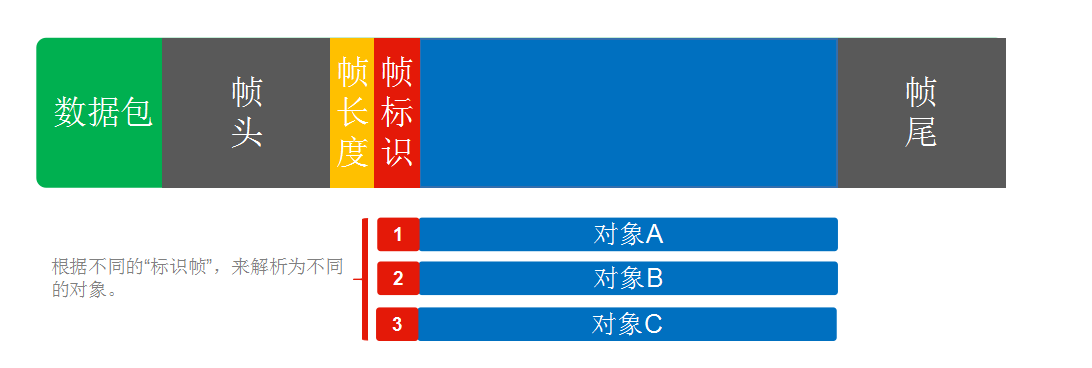 数据包
帧头
帧长度
帧标识
帧尾
1 对象A
根据不同的“标识帧”，来解析为不同
的对象。
2 对象B
3 对象C